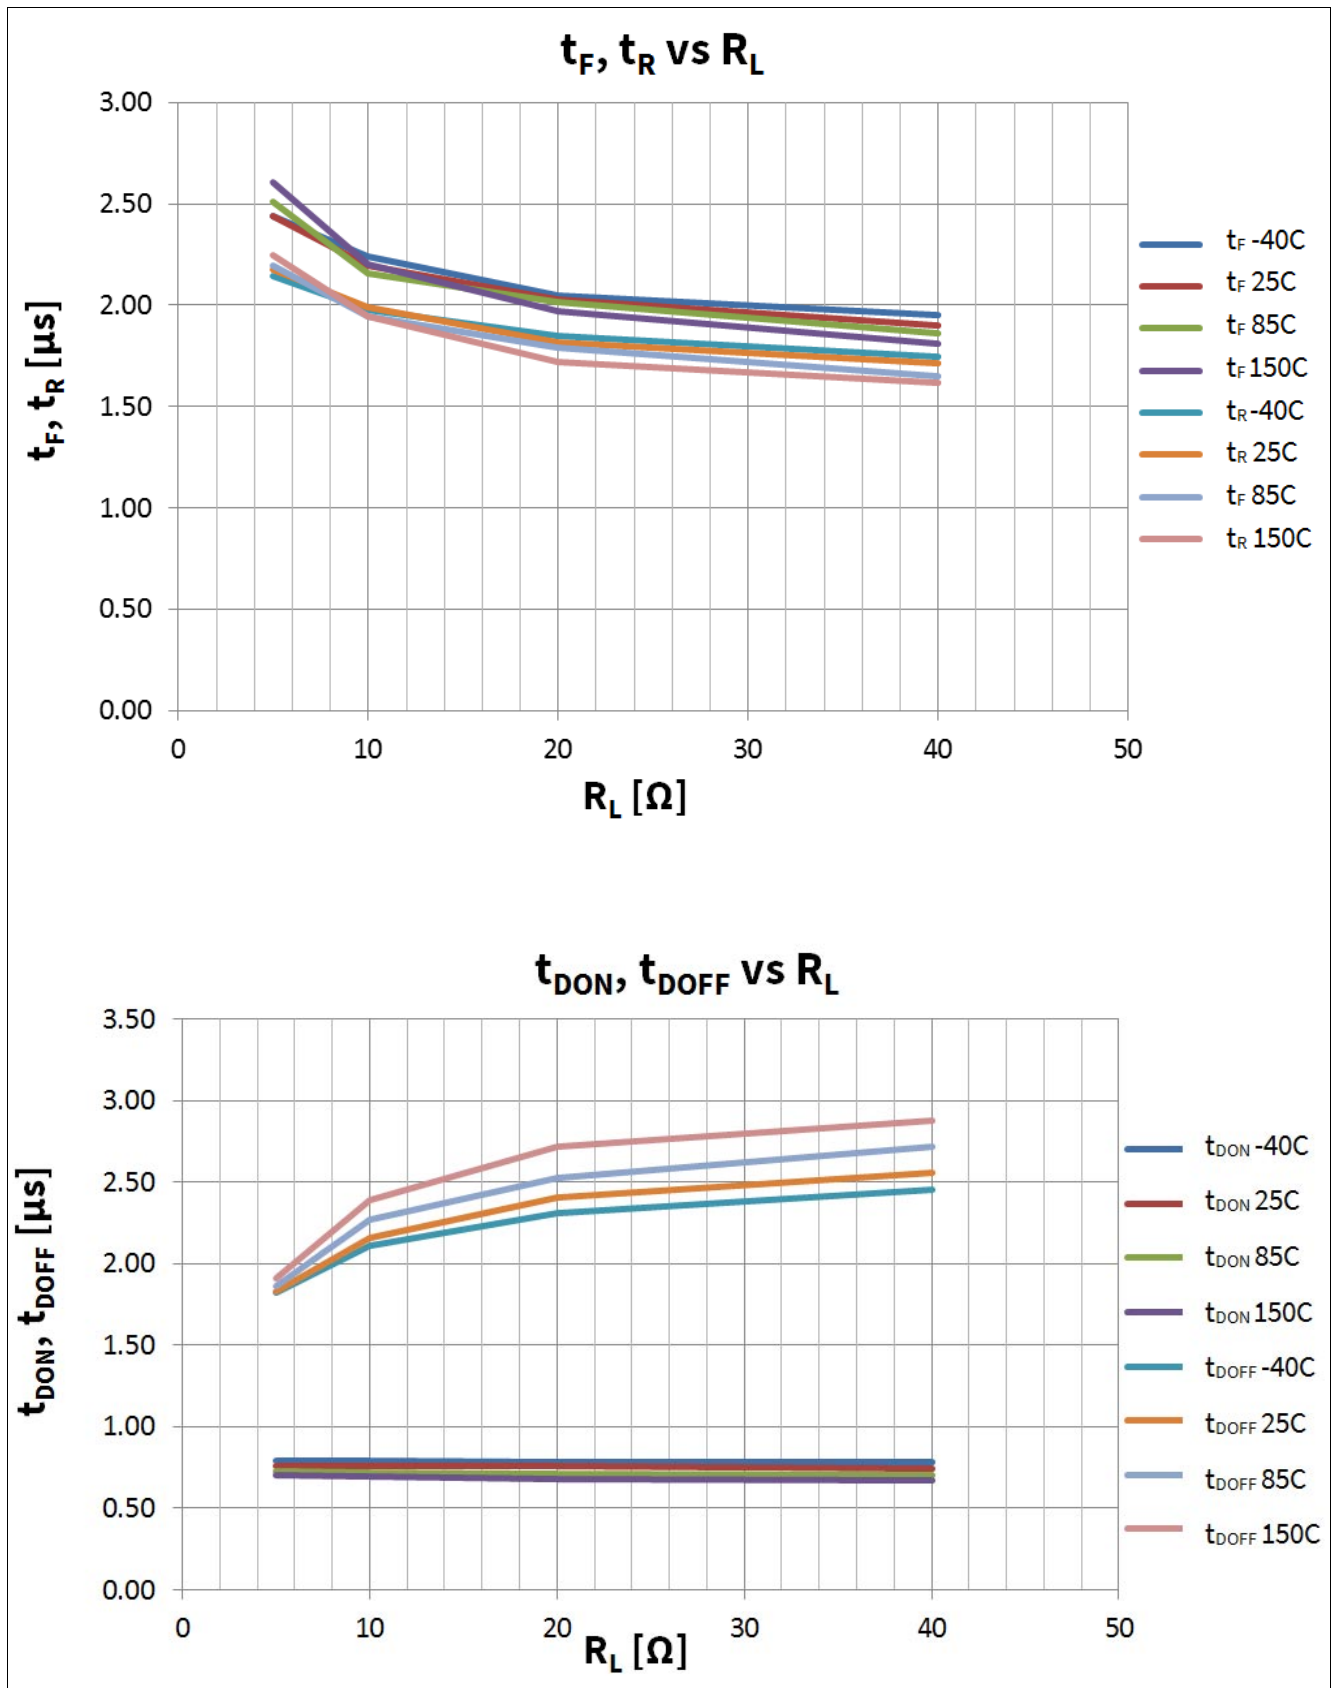 tF, tR vs RL
3.00
2.50
2.00
1.50
1.00
0.50
0.00
0 10 20 30 40 50
tF, tR [µs]
RL [Ω]
tF -40C
tF 25C
tF 85C
tF 150C
tR -40C
tR 25C
tF 85C
tR 150C
tDON, tDOFF vs RL
3.50
3.00
2.50
2.00
1.50
1.00
0.50
0.00
0 10 20 30 40 50
tDON, tDOFF [µs]
RL [Ω]
tDON -40C
tDON 25C
tDON 85C
tDON 150C
tDOFF -40C
tDOFF 25C
tDOFF 85C
tDOFF 150C